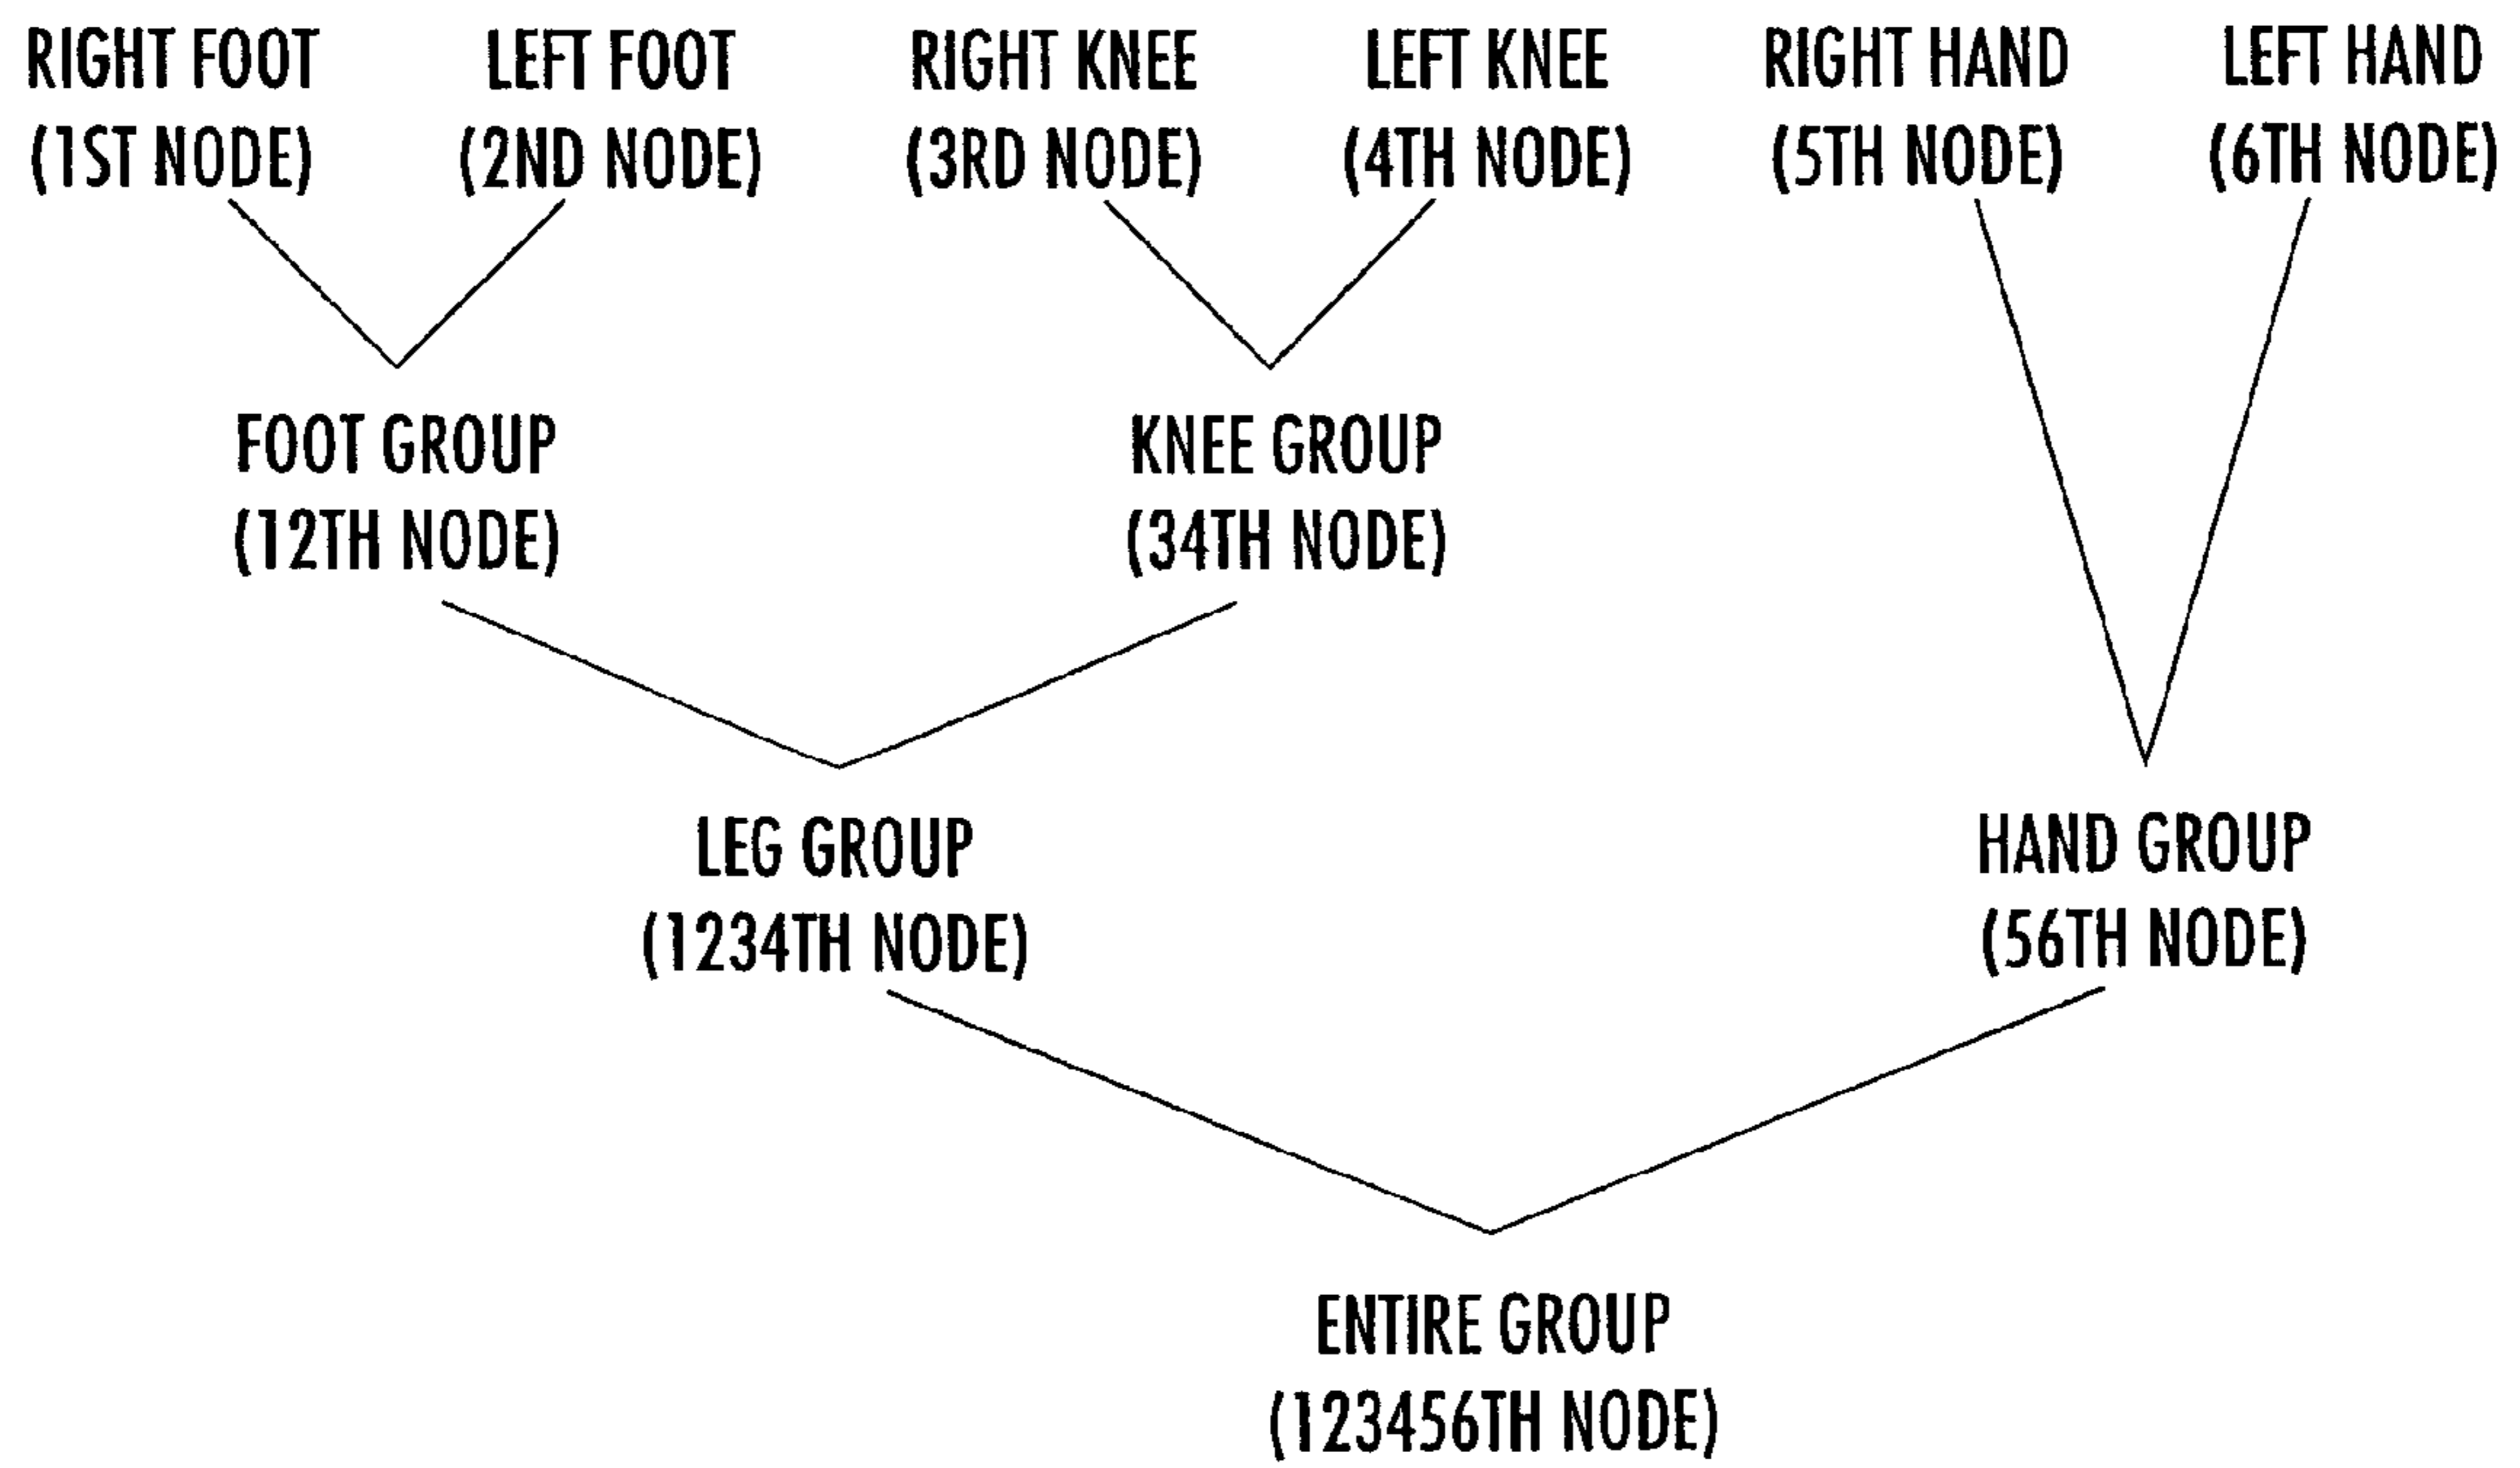 RIGHT FOOT
(1ST NODE)
LEFT FOOT
(2ND NODE)
RIGHT KNEE
(3RD NODE)
LEFT KNEE
(4TH NODE)
RIGHT HAND
(5TH NODE)
LEFT HAND
(6TH NODE)
FOOT GROUP
(12TH NODE)
KNEE GROUP
(34TH NODE)
LEG GROUP
(1234TH NODE)
HAND GROUP
(56TH NODE)
ENTIRE GROUP
(123456TH NODE)